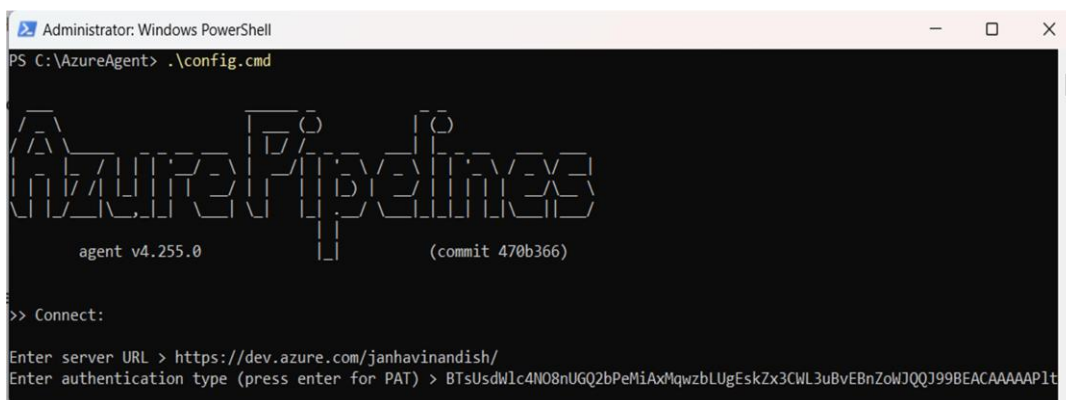 Administrator: Windows PowerShell
PS C:\AzureAgent> .\config.cmd
AzurePipelines
agent v4.255.0 (commit 470b366)
>> Connect:
Enter server URL > https://dev.azure.com/janhavinandish/
Enter authentication type (press enter for PAT) > BTsUsdWlc4NO8nUGQ2bPeMiAxMqwzbLUgEskZx3CWL3uBvEBnZoWJQQJ99BEACAAAAAPlt